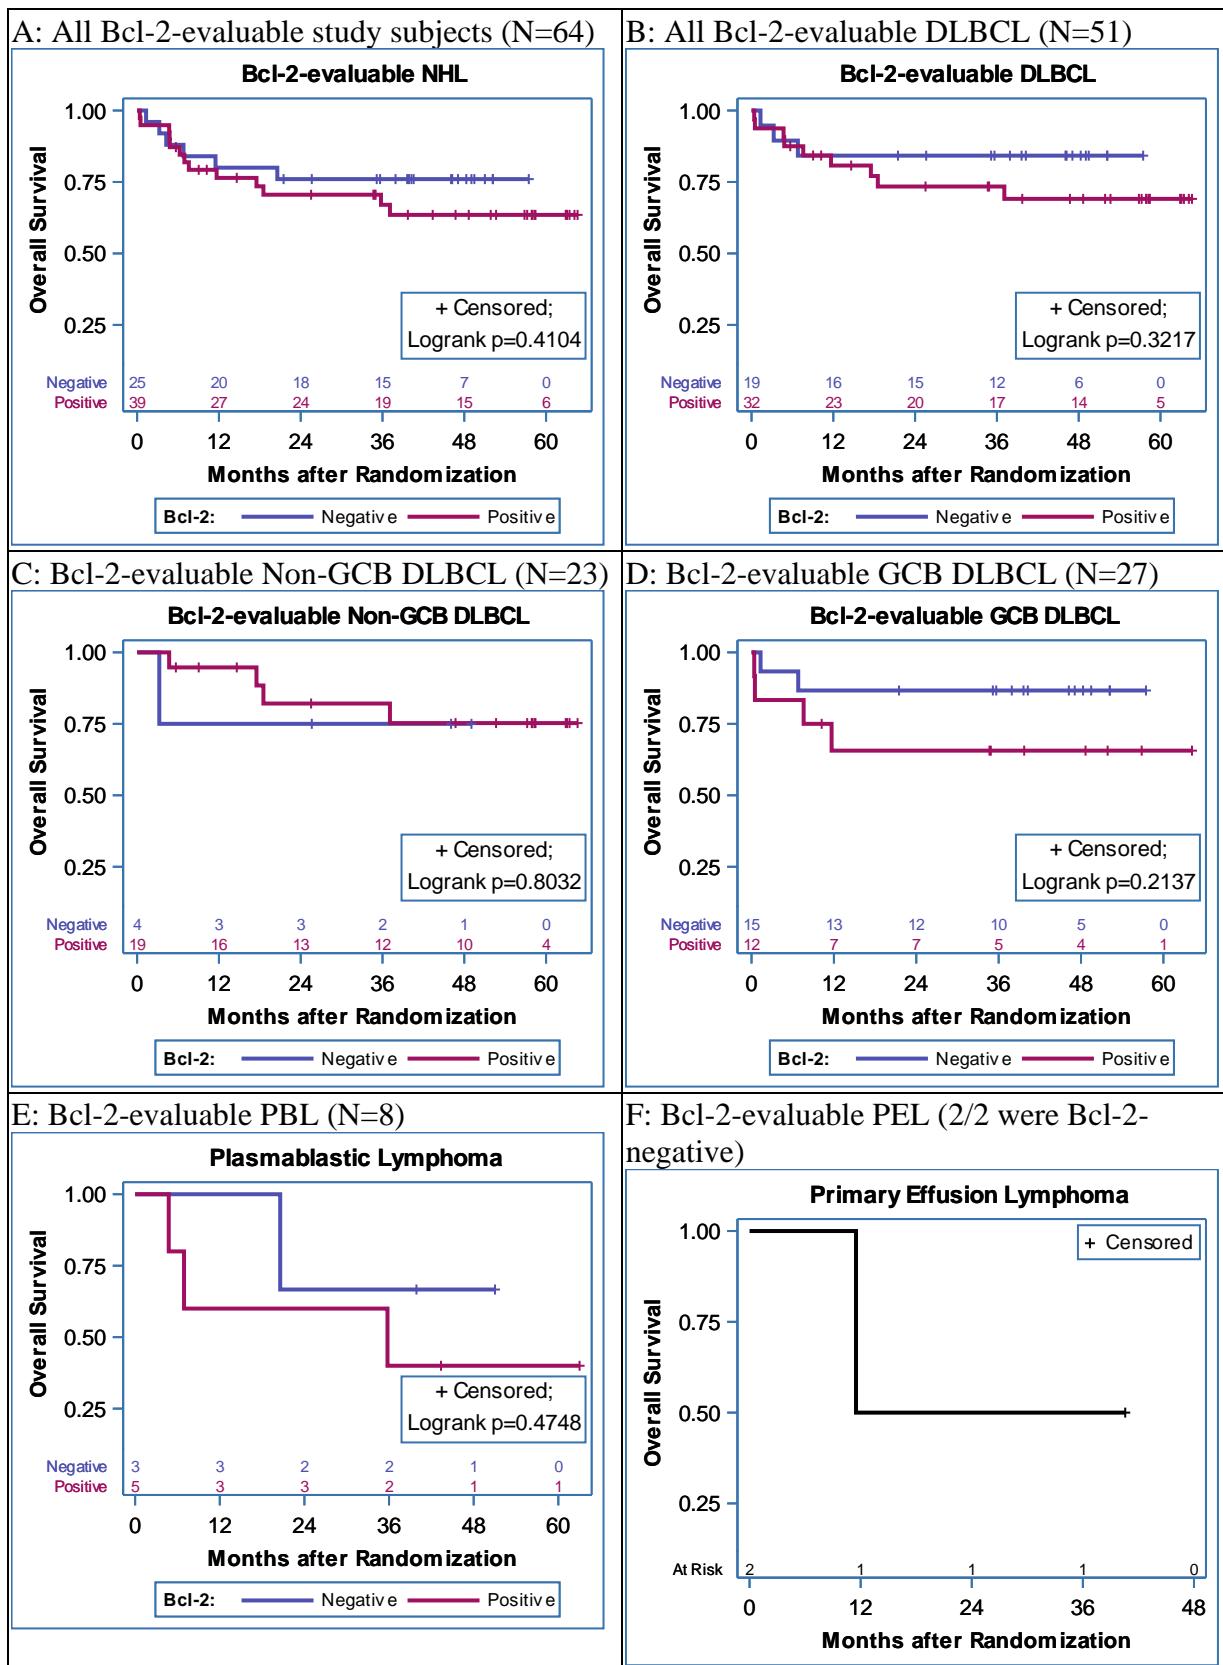 A: All Bcl-2-evaluable study subjects (N=64)
Bcl-2-evaluable NHL
1.00
0.75
0.50
0.25
Overall Survival
+ Censored;
Logrank p=0.4104
Negative 25 20 18 15 7 0
Positive 39 27 24 19 15 6
0 12 24 36 48 60
Months after Randomization
Bcl-2: Negative Positive
B: All Bcl-2-evaluable DLBCL (N=51)
Bcl-2-evaluable DLBCL
1.00
0.75
0.50
0.25
Overall Survival
+ Censored;
Logrank p=0.3217
Negative 19 16 15 12 6 0
Positive 32 23 20 17 14 5
0 12 24 36 48 60
Months after Randomization
Bcl-2: Negative Positive
C: Bcl-2-evaluable Non-GCB DLBCL (N=23)
Bcl-2-evaluable Non-GCB DLBCL
1.00
0.75
0.50
0.25
Overall Survival
+ Censored;
Logrank p=0.8032
Negative 4 3 3 2 1 0
Positive 19 16 13 12 10 4
0 12 24 36 48 60
Months after Randomization
Bcl-2: Negative Positive
D: Bcl-2-evaluable GCB DLBCL (N=27)
Bcl-2-evaluable GCB DLBCL
1.00
0.75
0.50
0.25
Overall Survival
+ Censored;
Logrank p=0.2137
Negative 15 13 12 10 5 0
Positive 12 7 7 5 4 1
0 12 24 36 48 60
Months after Randomization
Bcl-2: Negative Positive
E: Bcl-2-evaluable PBL (N=8)
Plasmablastic Lymphoma
1.00
0.75
0.50
0.25
Overall Survival
+ Censored;
Logrank p=0.4748
Negative 3 3 2 2 1 0
Positive 5 3 3 2 1 1
0 12 24 36 48 60
Months after Randomization
Bcl-2: Negative Positive
F: Bcl-2-evaluable PEL (2/2 were Bcl-2-
negative)
Primary Effusion Lymphoma
1.00
0.75
0.50
0.25
Overall Survival
+ Censored
At Risk 2 1 1 1 0
0 12 24 36 48
Months after Randomization